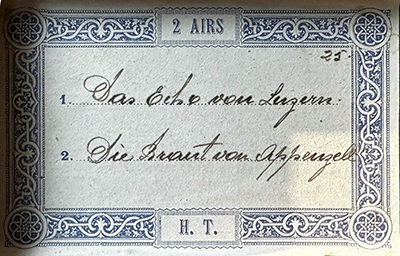 2 AIRS
25
1. Das Echo von Luzern.
2. Die Braut von Appenzell
H. T.